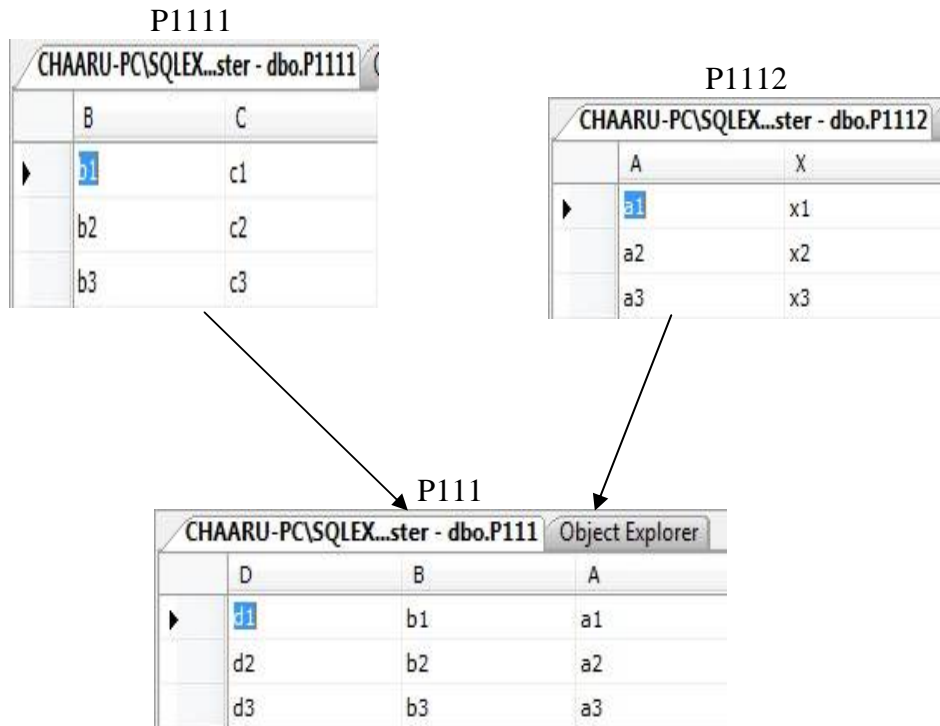 P1111
CHAARU-PC\SQLEX...ster - dbo.P1111
B C
b1 c1
b2 c2
b3 c3
P1112
CHAARU-PC\SQLEX...ster - dbo.P1112
A X
a1 x1
a2 x2
a3 x3
P111
CHAARU-PC\SQLEX...ster - dbo.P111 Object Explorer
D B A
d1 b1 a1
d2 b2 a2
d3 b3 a3